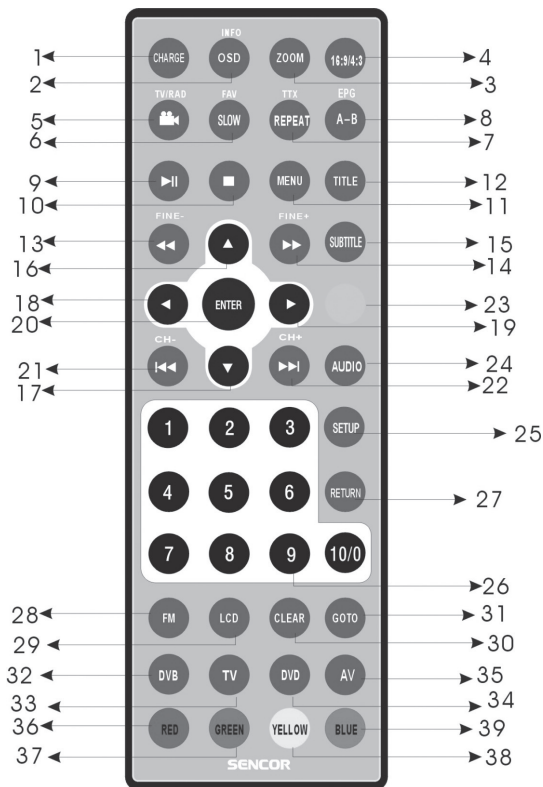 INFO
1 CHARGE OSD ZOOM 16:9/4:3 4
2 3
TV/RAD FAV TTX EPG
5 SLOW REPEAT A-B 8
6 7
9 MENU TITLE 12
10 11
FINE- FINE+
13 SUBTITLE 15
16 14
18 ENTER 23
20 19
CH- CH+
21 AUDIO 24
17 22
1 2 3 SETUP 25
4 5 6 RETURN 27
7 8 9 10/0
26
28 FM LCD CLEAR GOTO 31
29 30
32 DVB TV DVD AV 35
33 34
36 RED GREEN YELLOW BLUE 39
37 38
SENCOR